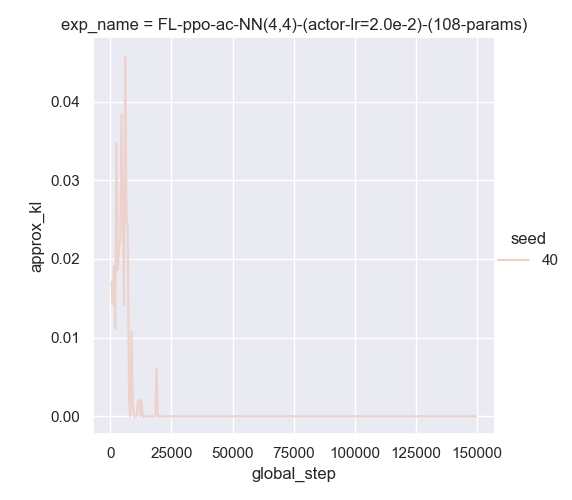 exp_name = FL-ppo-ac-NN(4,4)-(actor-lr=2.0e-2)-(108-params)
0.04
0.03
0.02
0.01
0.00
approx_kl
seed
40
0 25000 50000 75000 100000 125000 150000
global_step